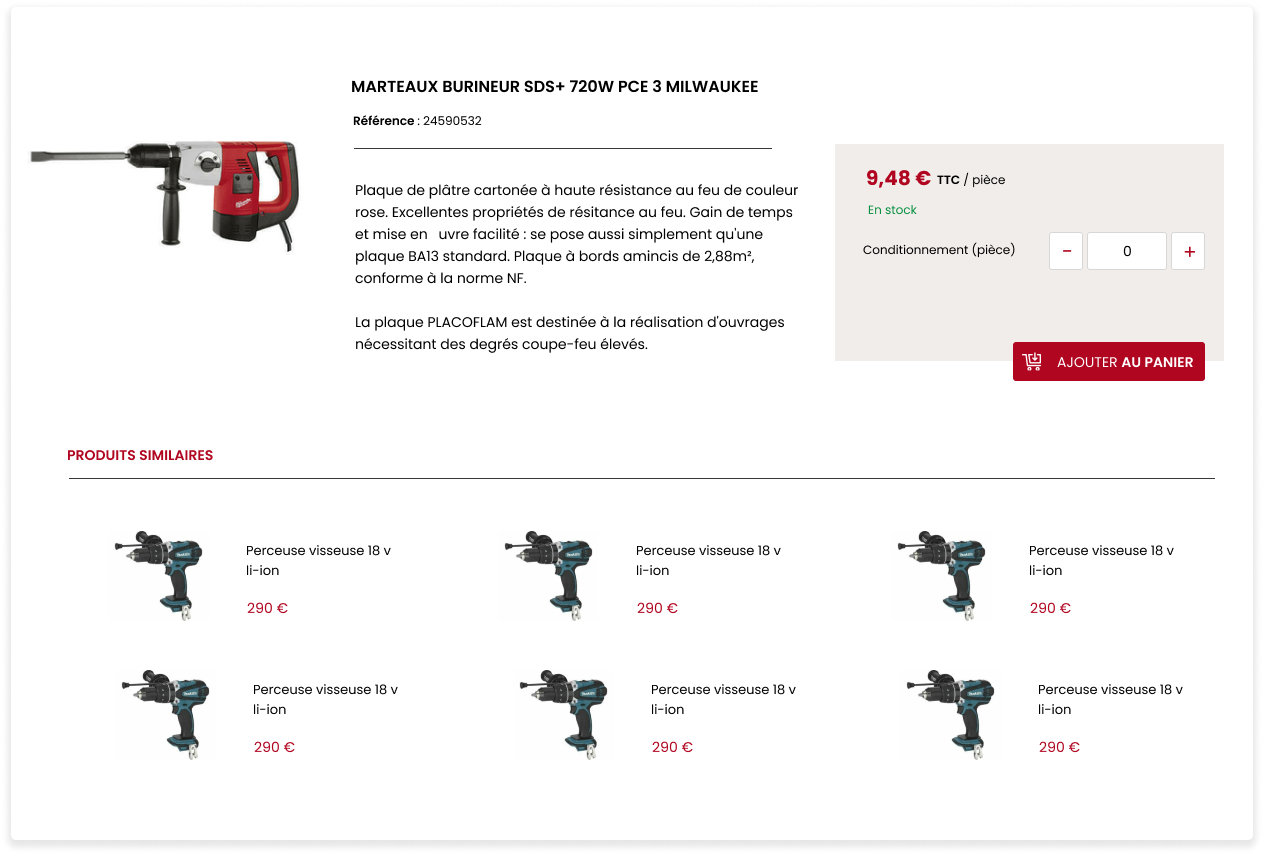 MARTEAUX BURINEUR SDS+ 720W PCE 3 MILWAUKEE
Référence : 24590532
Plaque de plâtre cartonée à haute résistance au feu de couleur
rose. Excellentes propriétés de résitance au feu. Gain de temps
et mise en uvre facilité : se pose aussi simplement qu'une
plaque BA13 standard. Plaque à bords amincis de 2,88m²,
conforme à la norme NF.
La plaque PLACOFLAM est destinée à la réalisation d'ouvrages
nécessitant des degrés coupe-feu élevés.
9,48 € TTC / pièce
En stock
Conditionnement (pièce) - 0 +
AJOUTER AU PANIER
PRODUITS SIMILAIRES
Perceuse visseuse 18 v
li-ion
290 €
Perceuse visseuse 18 v
li-ion
290 €
Perceuse visseuse 18 v
li-ion
290 €
Perceuse visseuse 18 v
li-ion
290 €
Perceuse visseuse 18 v
li-ion
290 €
Perceuse visseuse 18 v
li-ion
290 €